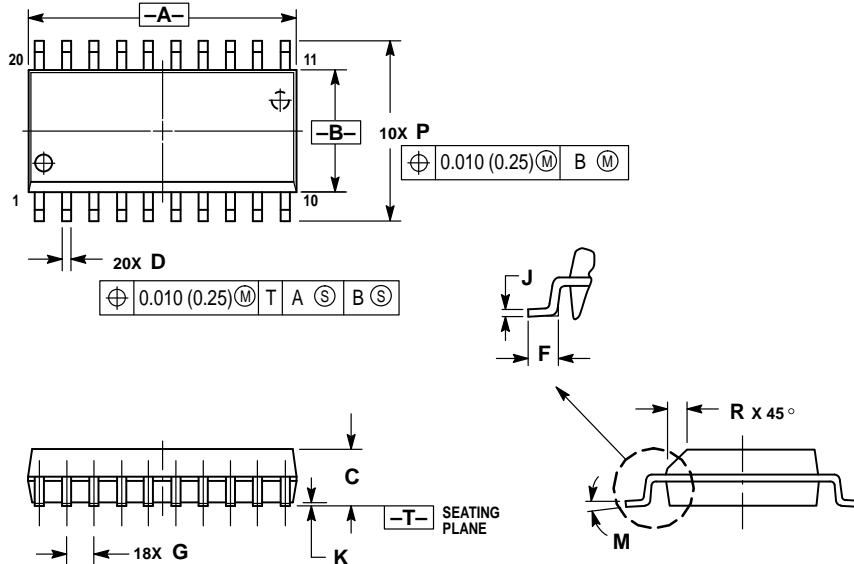 –A–
20
11
–B–
10X P
⌖ 0.010 (0.25) Ⓜ B Ⓜ
1
10
20X D
⌖ 0.010 (0.25) Ⓜ T A Ⓢ B Ⓢ
J
F
R X 45°
C
–T– SEATING
PLANE
M
18X G
K